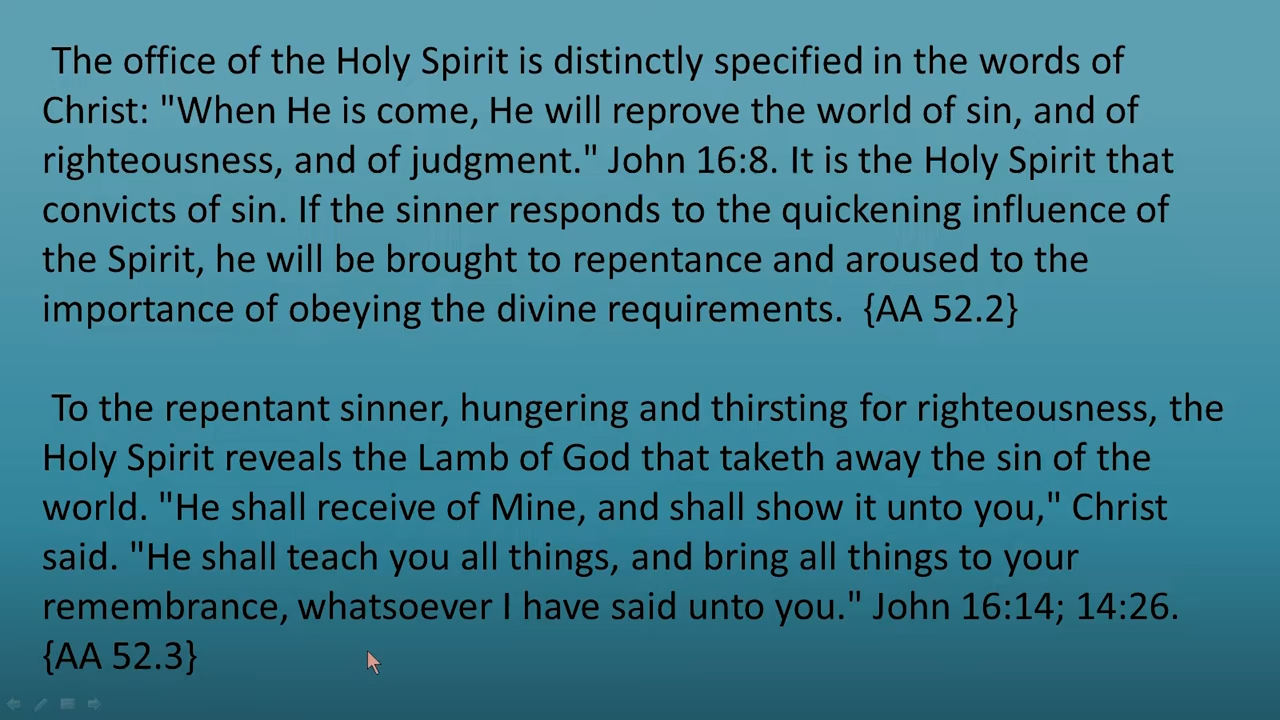 The office of the Holy Spirit is distinctly specified in the words of
Christ: "When He is come, He will reprove the world of sin, and of
righteousness, and of judgment." John 16:8. It is the Holy Spirit that
convicts of sin. If the sinner responds to the quickening influence of
the Spirit, he will be brought to repentance and aroused to the
importance of obeying the divine requirements.  {AA 52.2}
To the repentant sinner, hungering and thirsting for righteousness, the
Holy Spirit reveals the Lamb of God that taketh away the sin of the
world. "He shall receive of Mine, and shall show it unto you," Christ
said. "He shall teach you all things, and bring all things to your
remembrance, whatsoever I have said unto you." John 16:14; 14:26.
{AA 52.3}